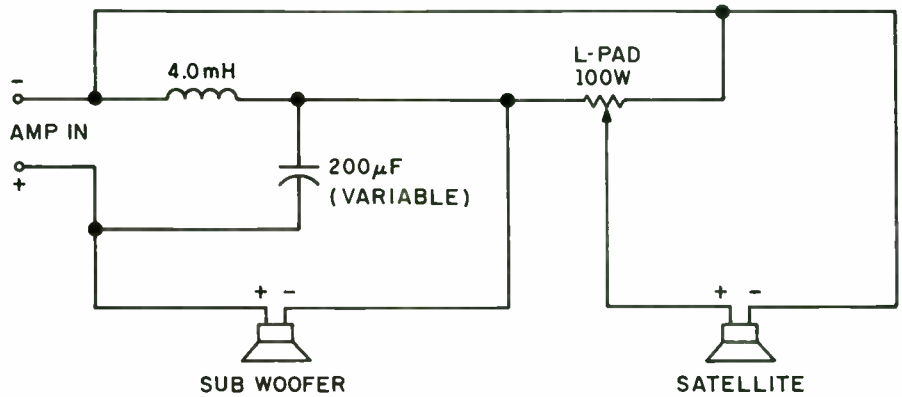 L-PAD
100W
4.0mH
-
AMP IN
+
200μF
(VARIABLE)
+ -
SUB WOOFER
+ -
SATELLITE